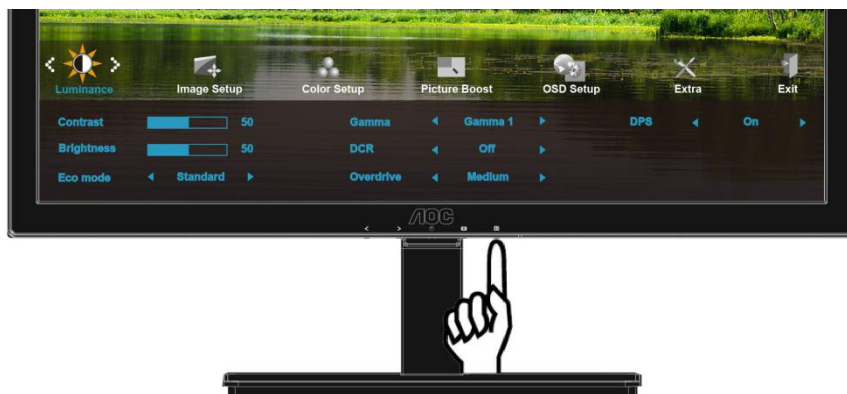 Luminance Image Setup Color Setup Picture Boost OSD Setup Extra Exit
Contrast 50 Gamma Gamma 1 DPS On
Brightness 50 DCR Off
Eco mode Standard Overdrive Medium
AOC